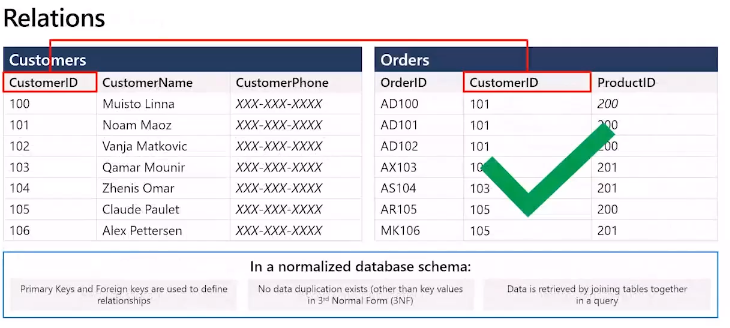 Relations
Customers
CustomerID CustomerName CustomerPhone
100 Muisto Linna XXX-XXX-XXXX
101 Noam Maoz XXX-XXX-XXXX
102 Vanja Matkovic XXX-XXX-XXXX
103 Qamar Mounir XXX-XXX-XXXX
104 Zhenis Omar XXX-XXX-XXXX
105 Claude Paulet XXX-XXX-XXXX
106 Alex Pettersen XXX-XXX-XXXX
Orders
OrderID CustomerID ProductID
AD100 101 200
AD101 101
AD102 101
AX103 201
AS104 103 201
AR105 105 200
MK106 105 201
In a normalized database schema:
Primary Keys and Foreign keys are used to define
relationships
No data duplication exists (other than key values
in 3rd Normal Form (3NF)
Data is retrieved by joining tables together
in a query